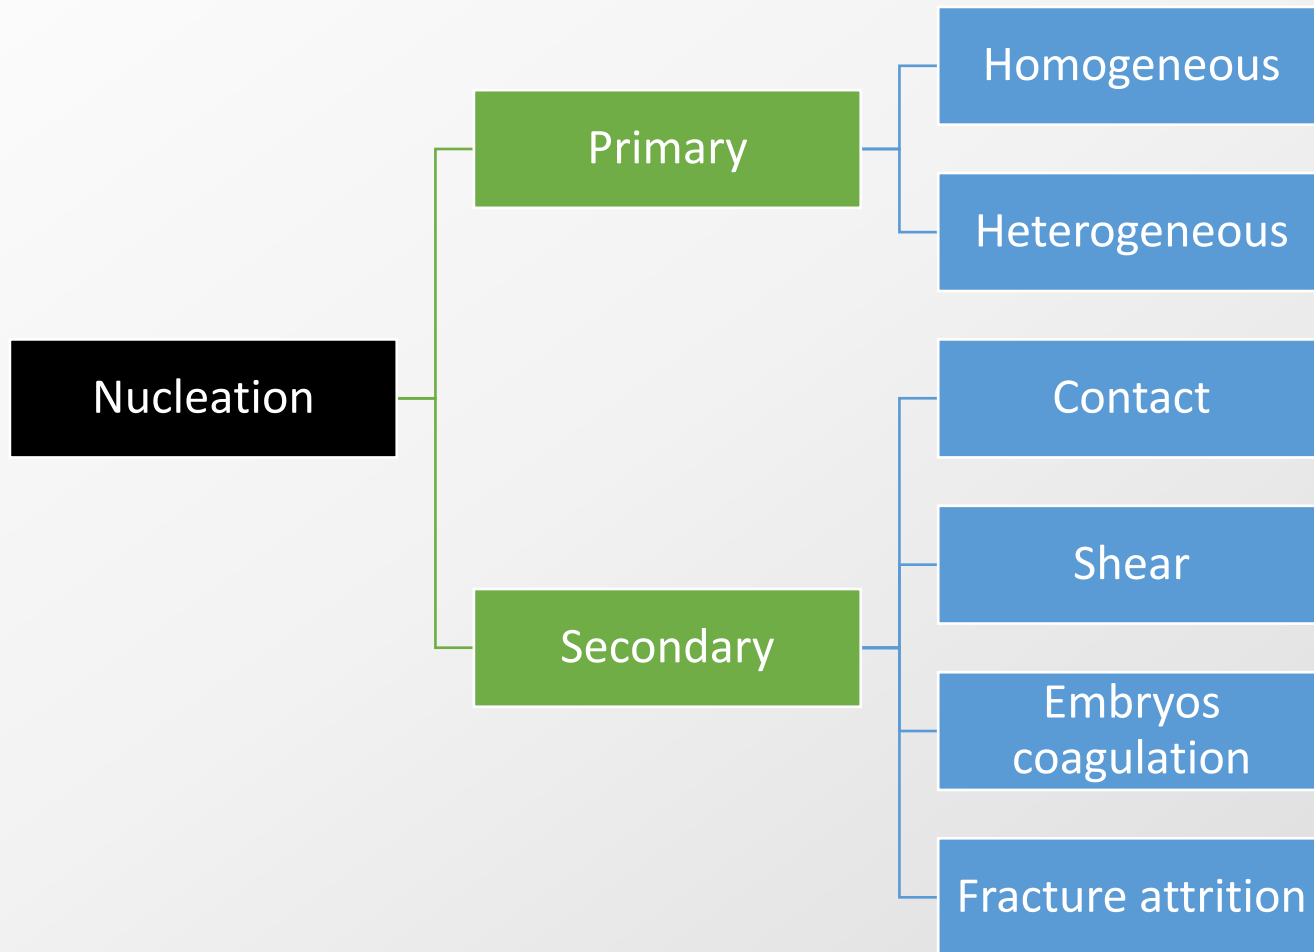 Homogeneous
Primary
Heterogeneous
Nucleation
Contact
Shear
Secondary
Embryos
coagulation
Fracture attrition